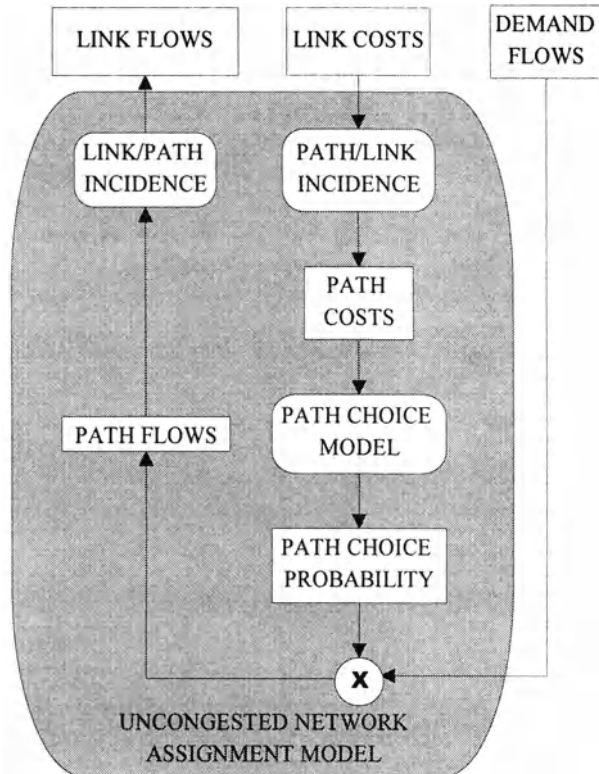 LINK FLOWS
LINK COSTS
DEMAND
FLOWS
LINK/PATH
INCIDENCE
PATH/LINK
INCIDENCE
PATH
COSTS
PATH CHOICE
MODEL
PATH FLOWS
PATH CHOICE
PROBABILITY
X
UNCONGESTED NETWORK
ASSIGNMENT MODEL